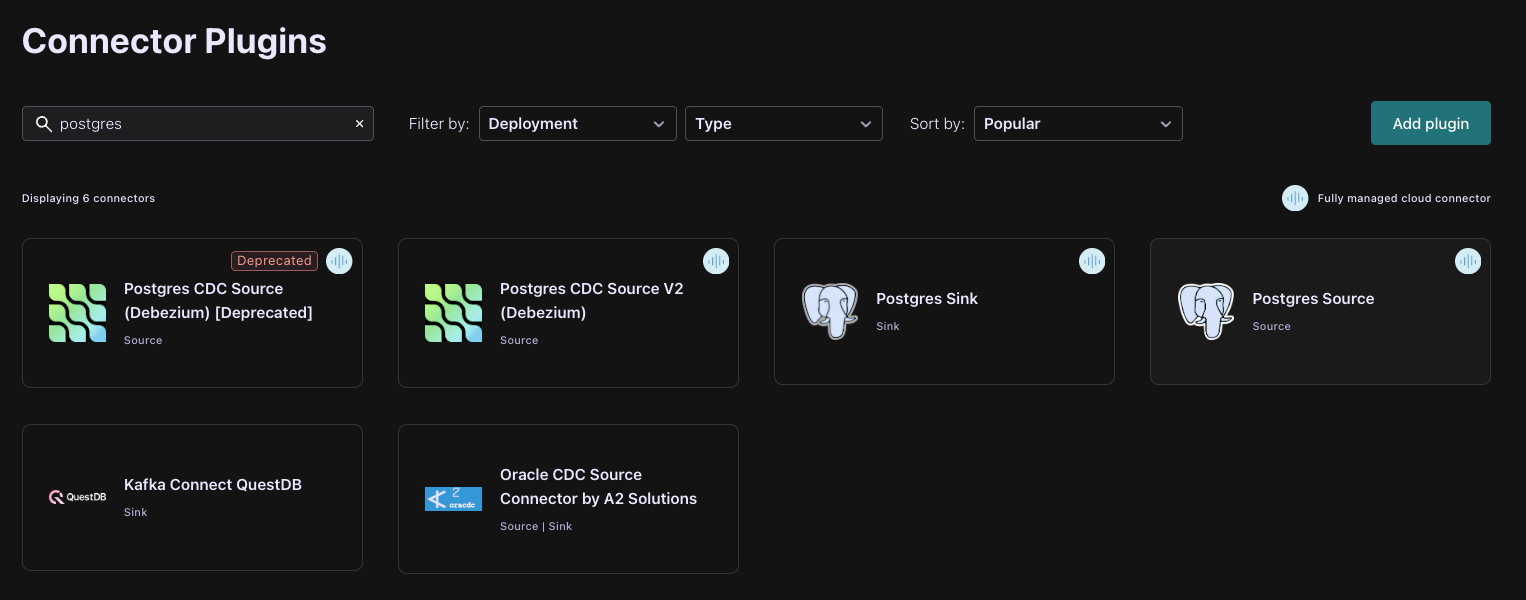 Connector Plugins
postgres ×
Filter by: Deployment Type Sort by: Popular Add plugin
Displaying 6 connectors
Fully managed cloud connector
Deprecated
Postgres CDC Source
(Debezium) [Deprecated]
Source
Postgres CDC Source V2
(Debezium)
Source
Postgres Sink
Sink
Postgres Source
Source
QuestDB
Kafka Connect QuestDB
Sink
A2
oracdc
Oracle CDC Source
Connector by A2 Solutions
Source | Sink